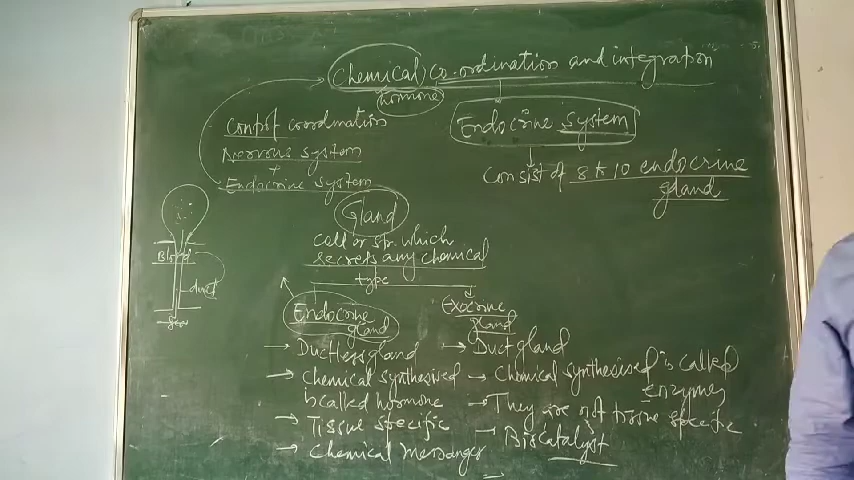 Chemical Co-ordination and integration
hormone
Endocrine system
Consist of 8 to 10 endocrine
gland
coordination
Nervous system
+
Endocrine system
Gland
cell or str. which
secrets any chemical
type
duct
Endocrine
gland
Exocrine
gland
→ Ductless gland
→ Chemical synthesised
is called hormone
→ Tissue specific
→ Chemical messanger
→ Duct gland
→ Chemical synthesised is called
enzymes
→ They are not tissue specific
→ Biocatalyst